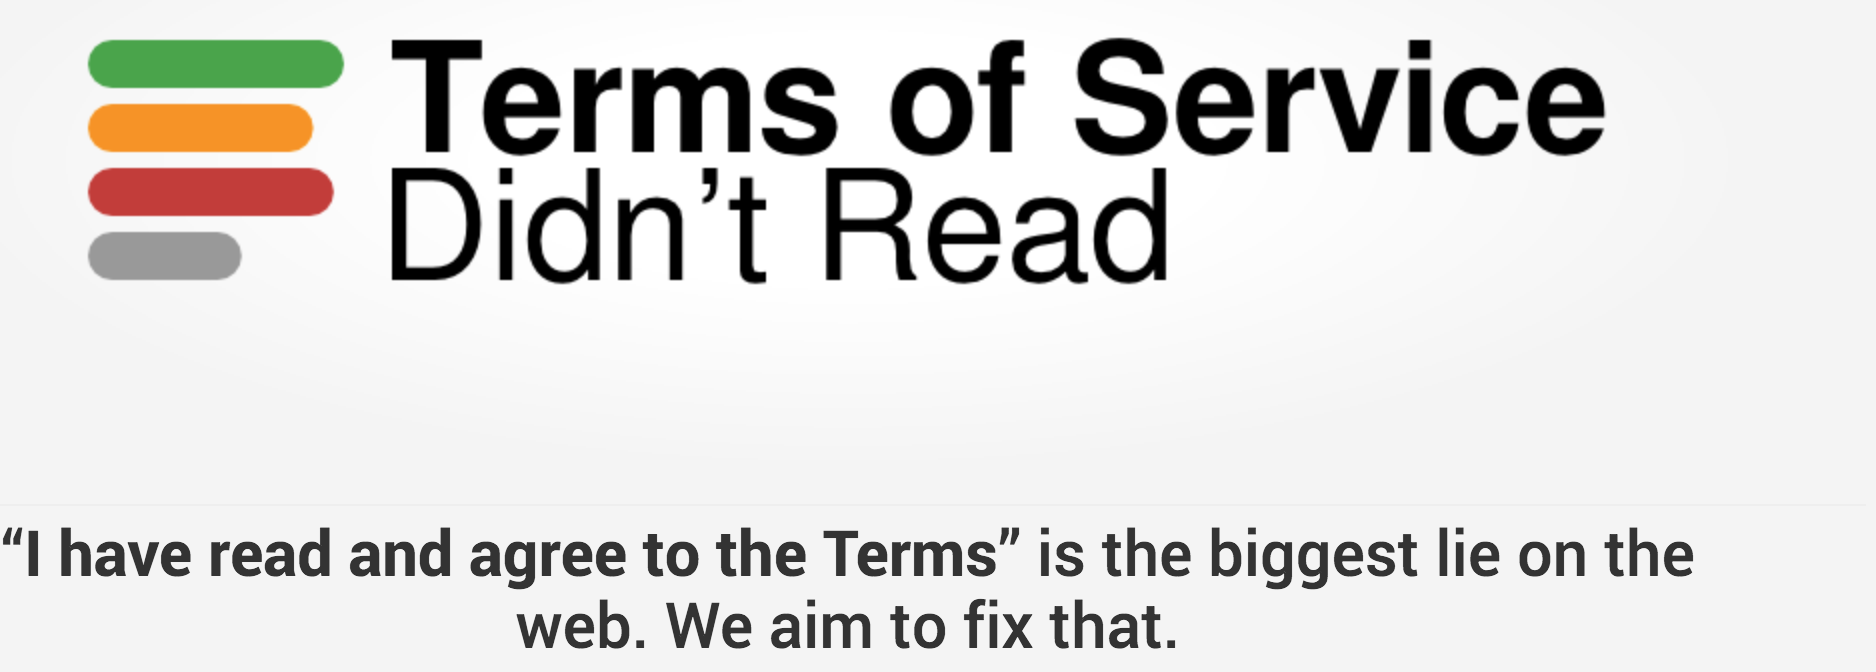 Terms of Service
Didn’t Read
“I have read and agree to the Terms” is the biggest lie on the
web. We aim to fix that.